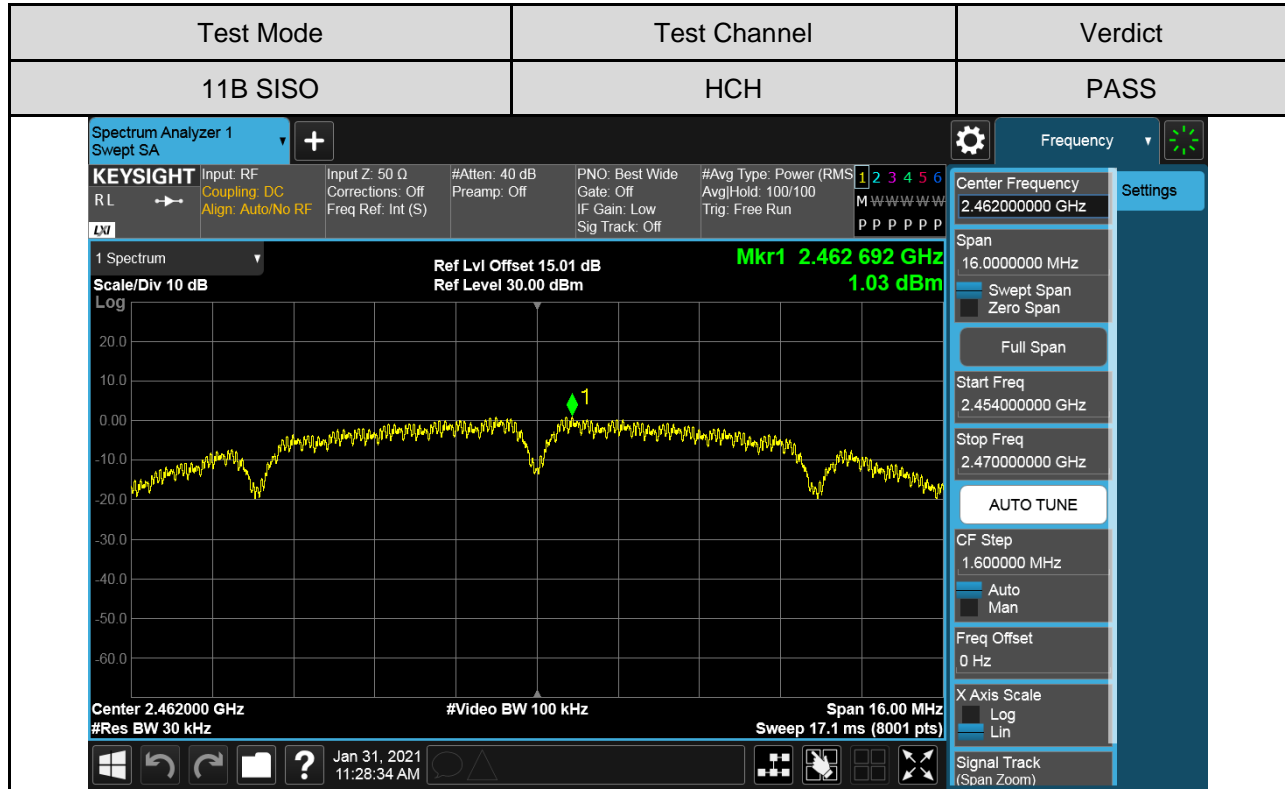 Test Mode Test Channel Verdict
11B SISO HCH PASS
Spectrum Analyzer 1
Swept SA
+
Frequency
KEYSIGHT
R L
LXI
Input: RF
Coupling: DC
Align: Auto/No RF
Input Z: 50 Ω
Corrections: Off
Freq Ref: Int (S)
#Atten: 40 dB
Preamp: Off
PNO: Best Wide
Gate: Off
IF Gain: Low
Sig Track: Off
#Avg Type: Power (RMS
Avg|Hold: 100/100
Trig: Free Run
1 2 3 4 5 6
M W W W W W
P P P P P P
1 Spectrum
Scale/Div 10 dB
Log
Ref Lvl Offset 15.01 dB
Ref Level 30.00 dBm
Mkr1 2.462 692 GHz
1.03 dBm
20.0
10.0
0.00
-10.0
-20.0
-30.0
-40.0
-50.0
-60.0
1
Center 2.462000 GHz
#Res BW 30 kHz
#Video BW 100 kHz
Span 16.00 MHz
Sweep 17.1 ms (8001 pts)
?
Jan 31, 2021
11:28:34 AM
Center Frequency
2.462000000 GHz
Settings
Span
16.0000000 MHz
Swept Span
Zero Span
Full Span
Start Freq
2.454000000 GHz
Stop Freq
2.470000000 GHz
AUTO TUNE
CF Step
1.600000 MHz
Auto
Man
Freq Offset
0 Hz
X Axis Scale
Log
Lin
Signal Track
(Span Zoom)